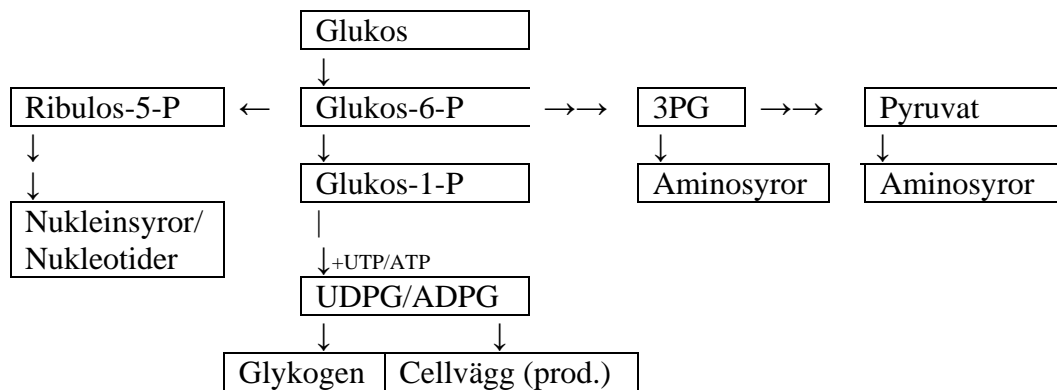 Glukos
↓
Ribulos-5-P ← Glukos-6-P →→ 3PG →→ Pyruvat
↓ ↓ ↓ ↓
↓ Glukos-1-P Aminosyror Aminosyror
Nukleinsyror/ |
Nukleotider
↓+UTP/ATP
UDPG/ADPG
↓ ↓
Glykogen Cellvägg (prod.)